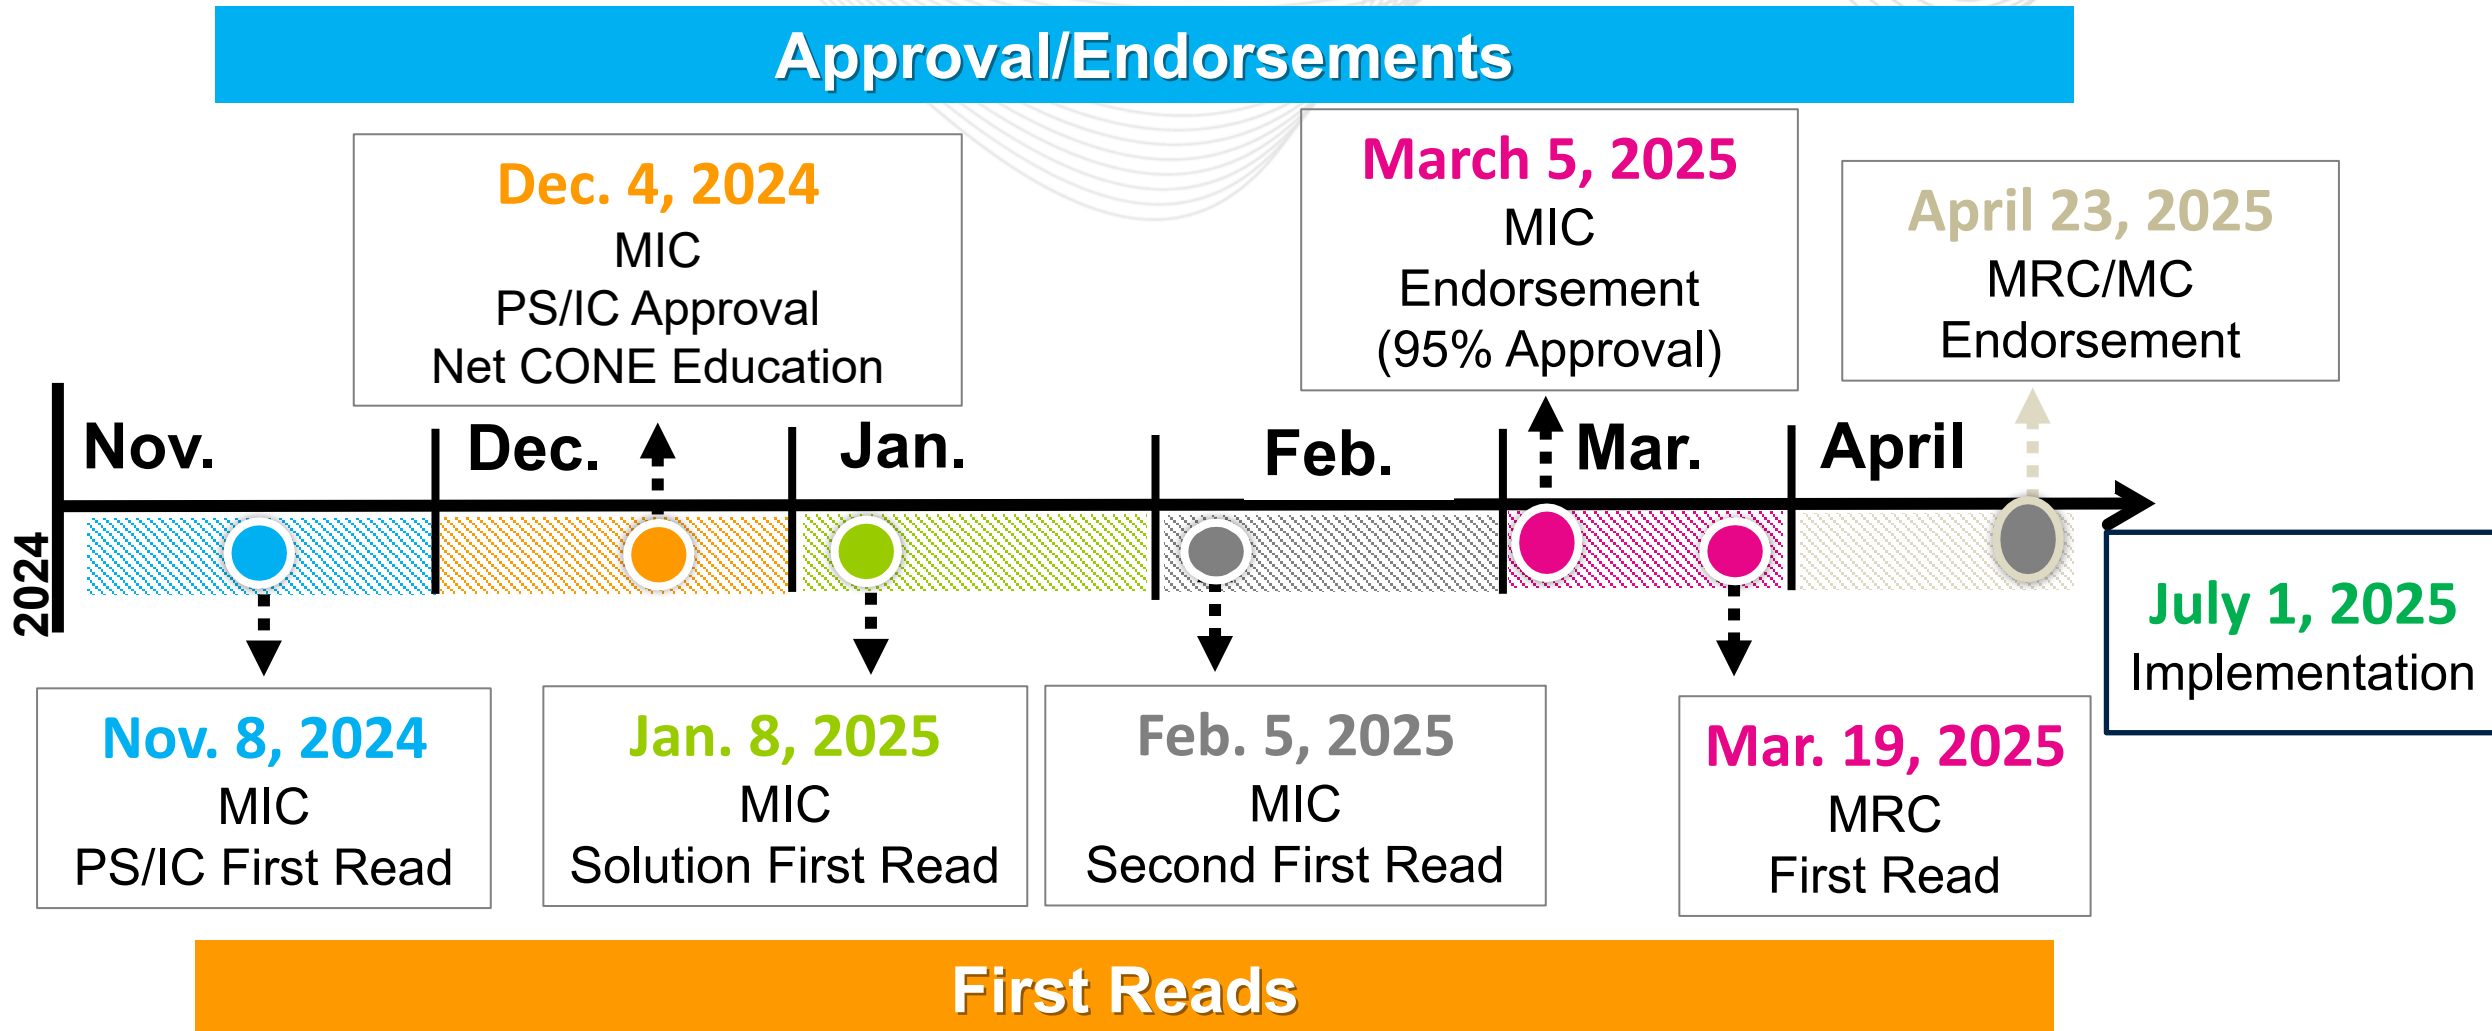 Approval/Endorsements
Dec. 4, 2024
MIC
PS/IC Approval
Net CONE Education
March 5, 2025
MIC
Endorsement
(95% Approval)
April 23, 2025
MRC/MC
Endorsement
2024
Nov.
Dec.
Jan.
Feb.
Mar.
April
Nov. 8, 2024
MIC
PS/IC First Read
Jan. 8, 2025
MIC
Solution First Read
Feb. 5, 2025
MIC
Second First Read
Mar. 19, 2025
MRC
First Read
July 1, 2025
Implementation
First Reads